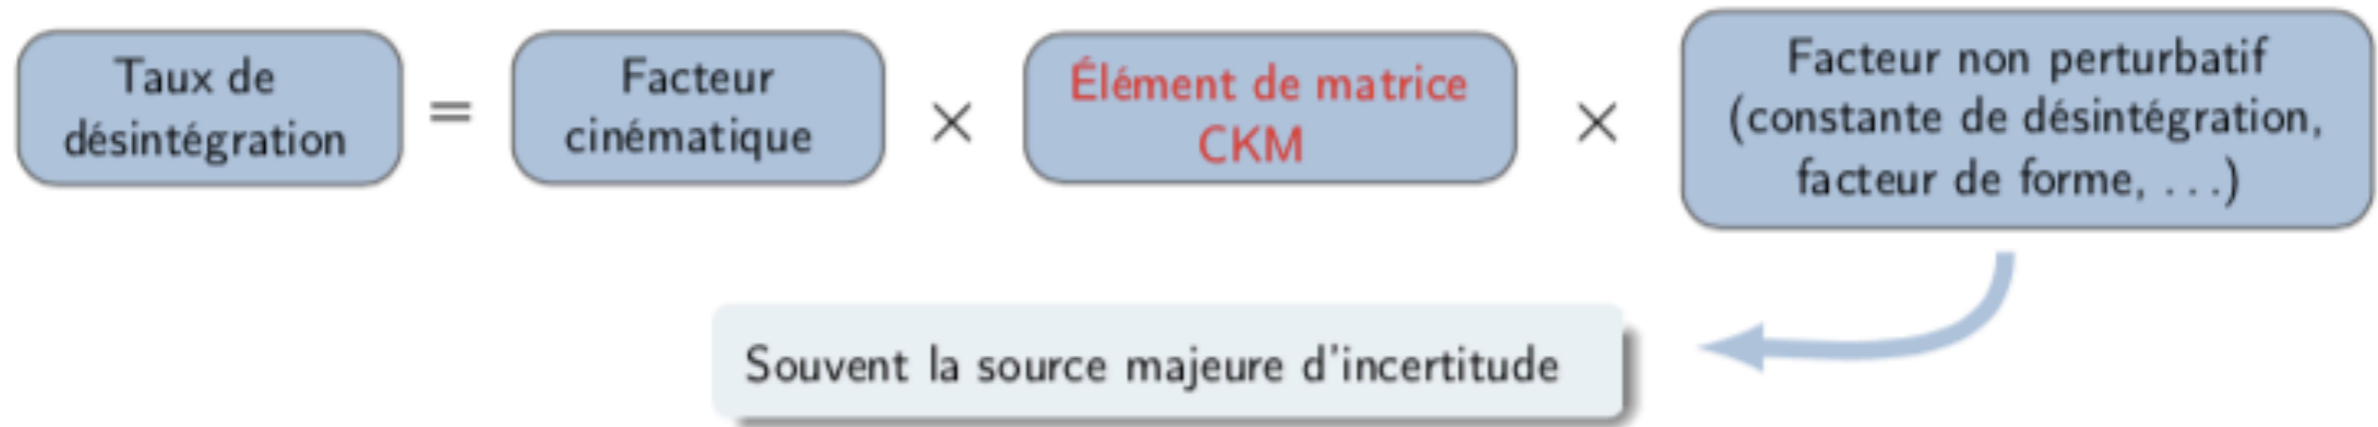 Taux de
désintégration
=
Facteur
cinématique
×
Élément de matrice
CKM
×
Facteur non perturbatif
(constante de désintégration,
facteur de forme, ...)
Souvent la source majeure d'incertitude